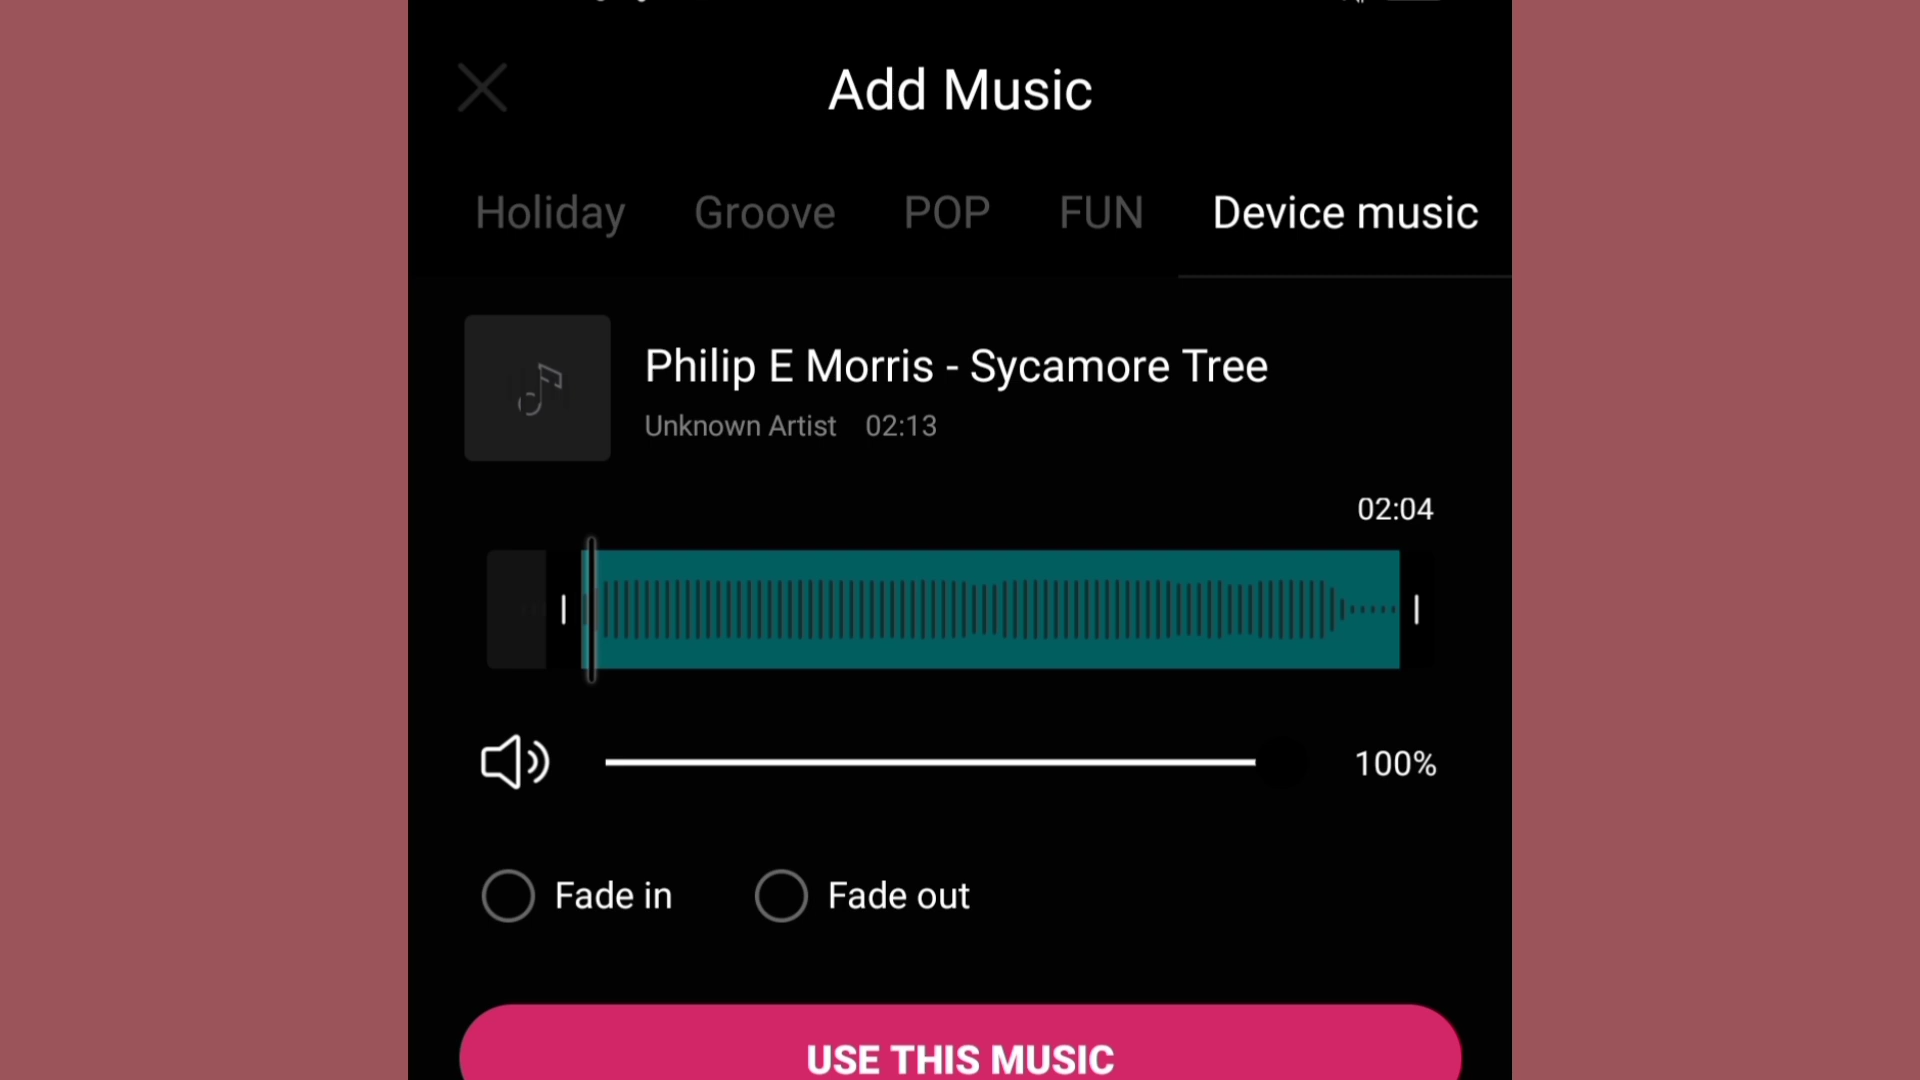 Add Music
Holiday Groove POP FUN Device music
Philip E Morris - Sycamore Tree
Unknown Artist 02:13
02:04
100%
Fade in Fade out
USE THIS MUSIC